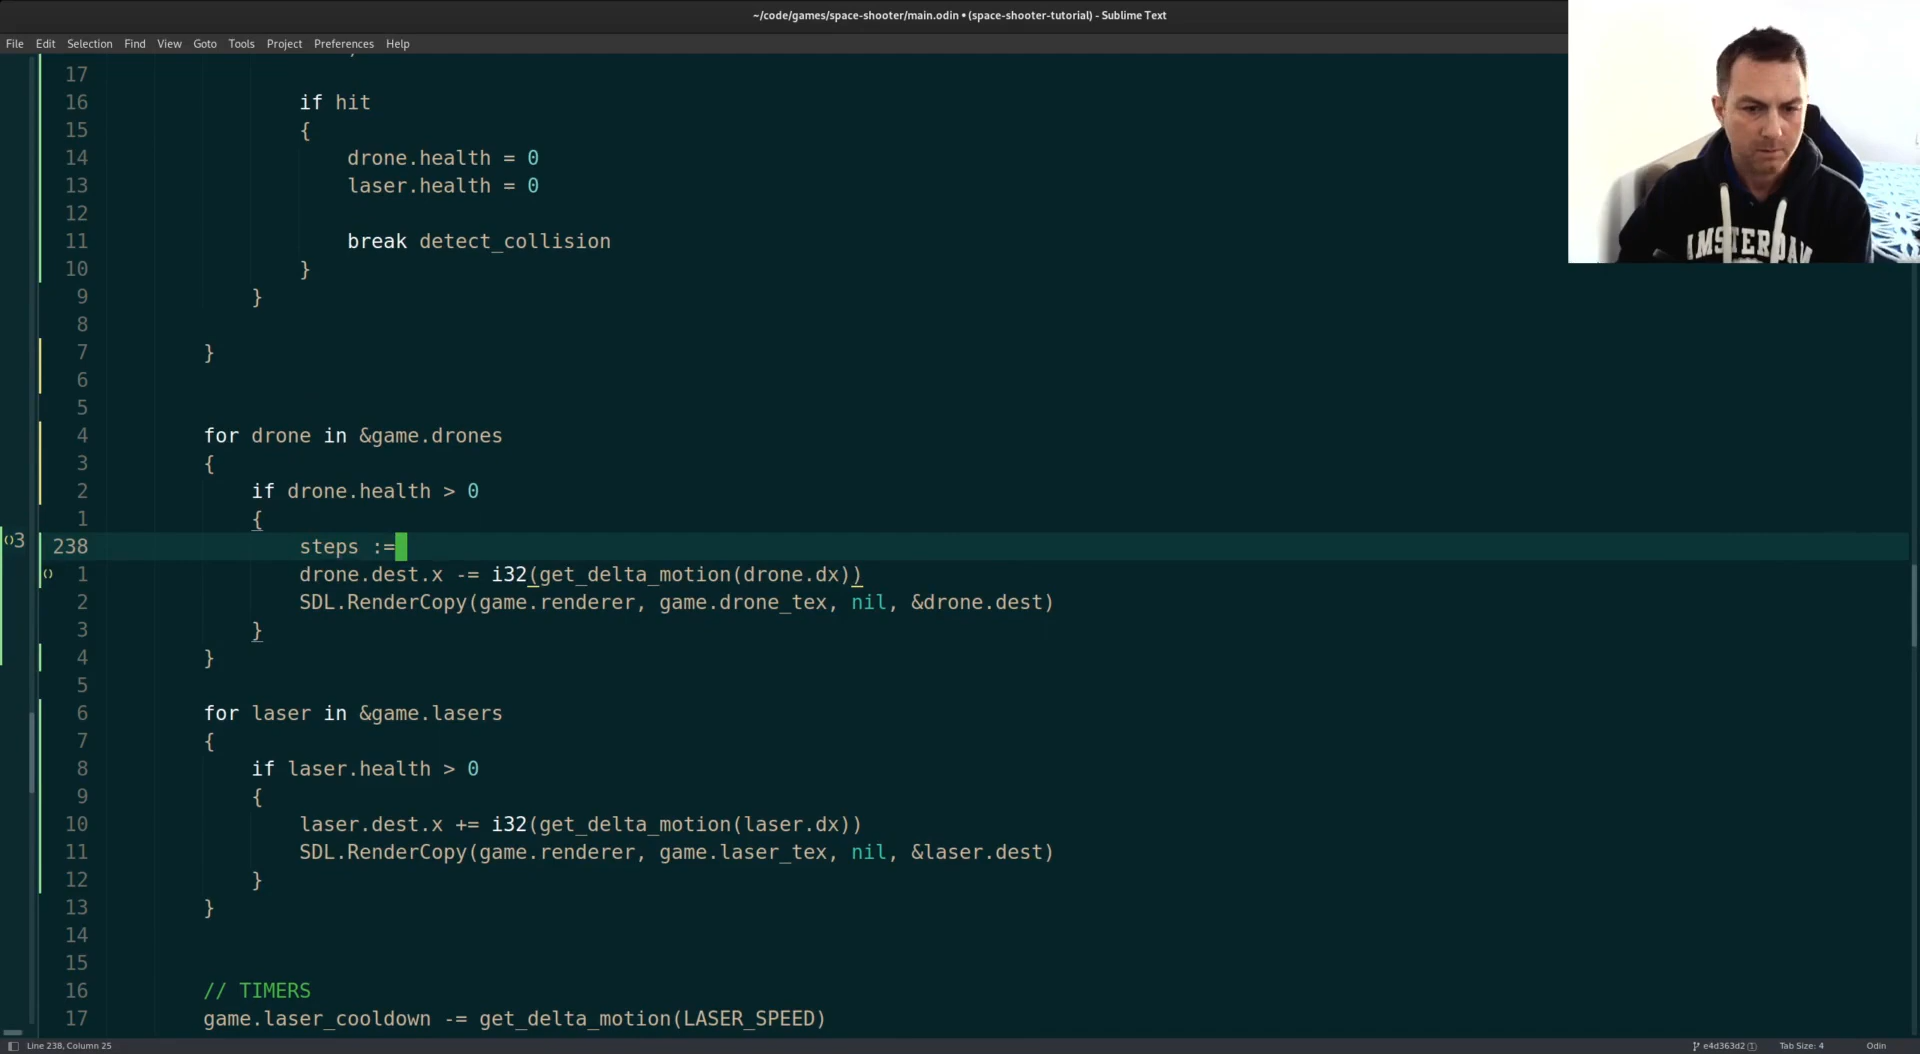 ~/code/games/space-shooter/main.odin • (space-shooter-tutorial) - Sublime Text
File Edit Selection Find View Goto Tools Project Preferences Help
17
16 if hit
15 {
14 drone.health = 0
13 laser.health = 0
12
11 break detect_collision
10 }
9 }
8
7 }
6
5
4 for drone in &game.drones
3 {
2 if drone.health > 0
1 {
()3 238 steps :=
() 1 drone.dest.x -= i32(get_delta_motion(drone.dx))
2 SDL.RenderCopy(game.renderer, game.drone_tex, nil, &drone.dest)
3 }
4 }
5
6 for laser in &game.lasers
7 {
8 if laser.health > 0
9 {
10 laser.dest.x += i32(get_delta_motion(laser.dx))
11 SDL.RenderCopy(game.renderer, game.laser_tex, nil, &laser.dest)
12 }
13 }
14
15
16 // TIMERS
17 game.laser_cooldown -= get_delta_motion(LASER_SPEED)
Line 238, Column 25 e4d363d2 (1) Tab Size: 4 Odin
AMSTERDAM